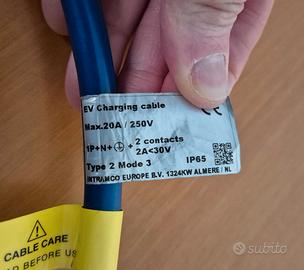 EV Charging cable
Max.20A / 250V
1P+N+⏚+ 2 contacts
2A<30V
Type 2 Mode 3 IP65
INTRAMCO EUROPE B.V. 1324KW ALMERE / NL
CE
CABLE CARE
subito